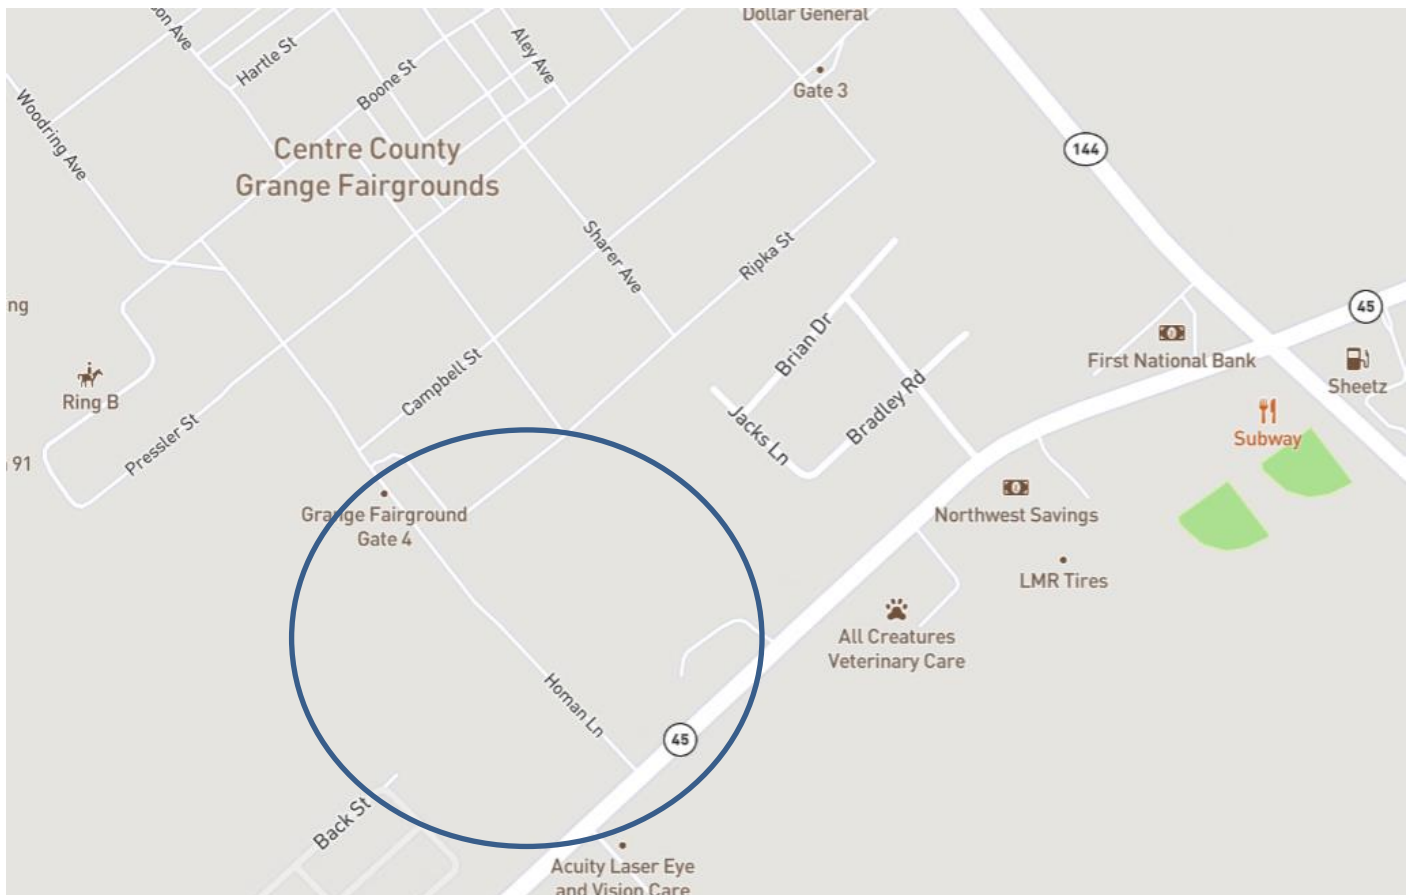 Dollar General
Hartle St
Aley Ave
Boone St
Gate 3
Woodring Ave
Centre County
Grange Fairgrounds
144
Sharer Ave
Ripka St
ng
45
Brian Dr
First National Bank
Sheetz
Campbell St
Ring B
Jacks Ln
Bradley Rd
Subway
Pressler St
91
Grange Fairground
Gate 4
Northwest Savings
LMR Tires
All Creatures
Veterinary Care
Homan Ln
45
Back St
Acuity Laser Eye
and Vision Care